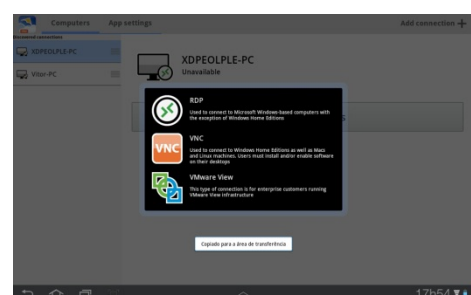 Computers App settings Add connection
Discovered connections
XDPEOLPLE-PC
Vitor-PC
XDPEOLPLE-PC
Unavailable
RDP
Used to connect to Microsoft Windows-based computers with
the exception of Windows Home Editions
VNC
VNC
Used to connect to Windows Home Editions as well as Macs
and Linux machines. Users must install and/or enable software
on their desktops
VMware View
This type of connection is for enterprise customers running
VMware View infrastructure
Copiado para a área de transferência
17h54